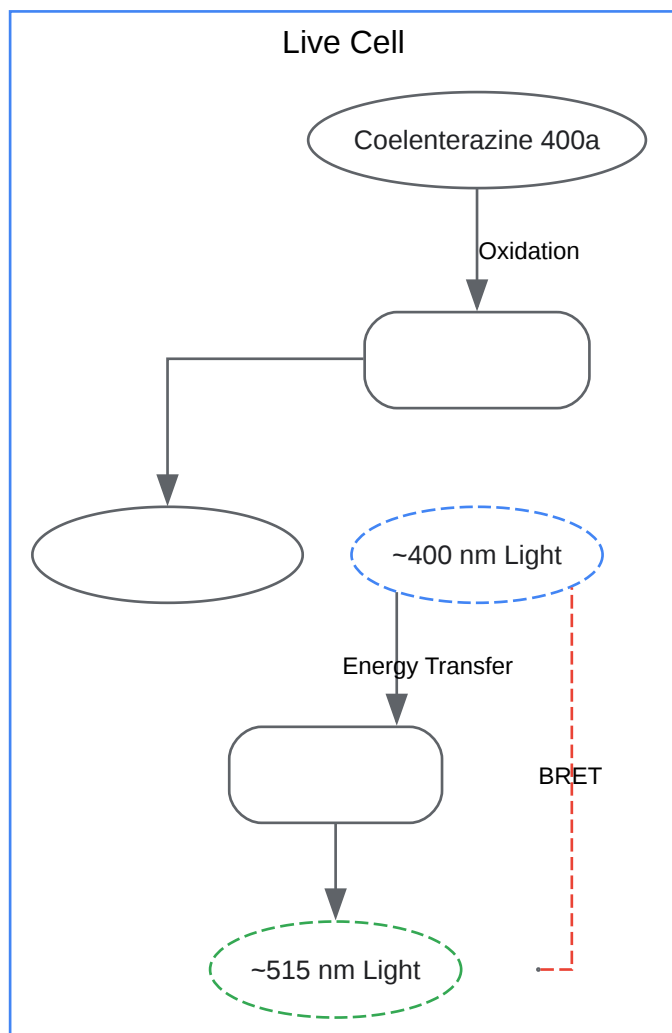 Live Cell
Coelenterazine 400a
Oxidation
~400 nm Light
Energy Transfer
BRET
~515 nm Light